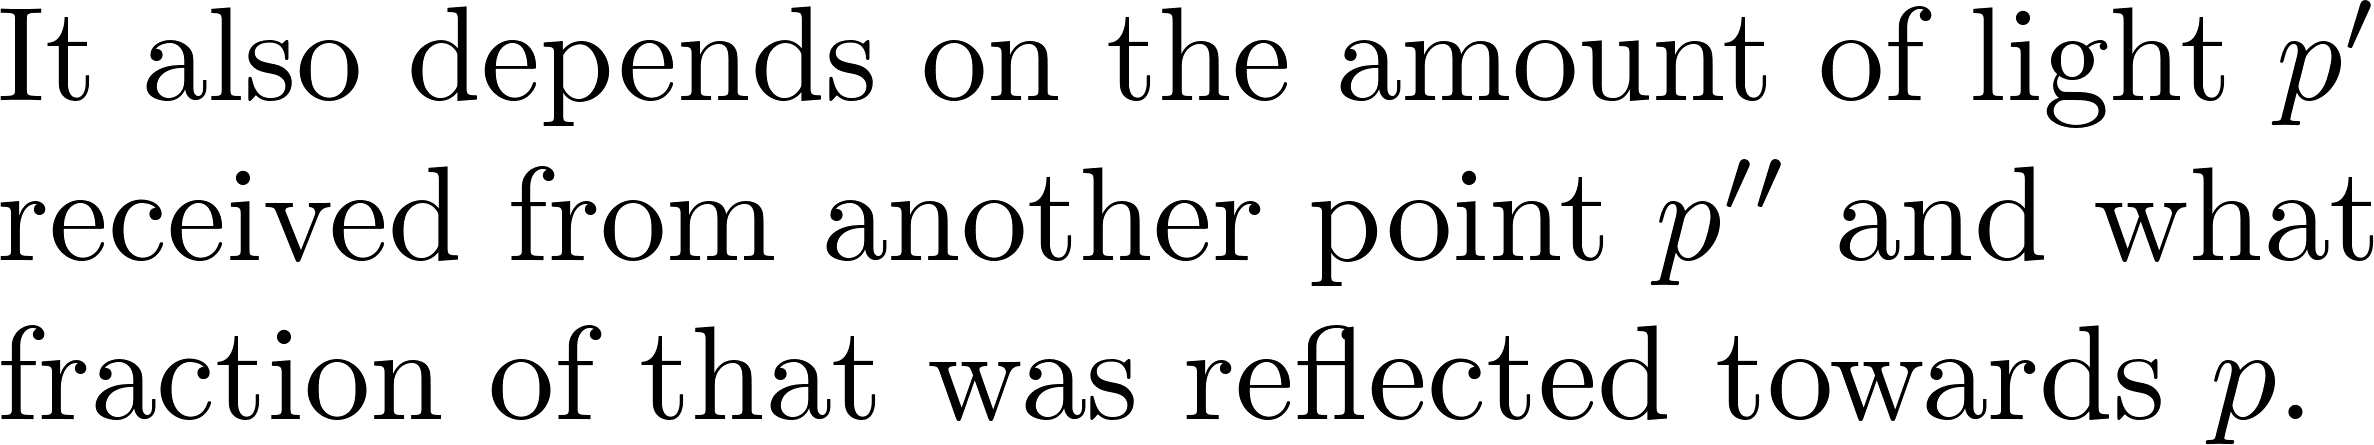 It also depends on the amount of light p′
received from another point p′′ and what
fraction of that was reflected towards p.